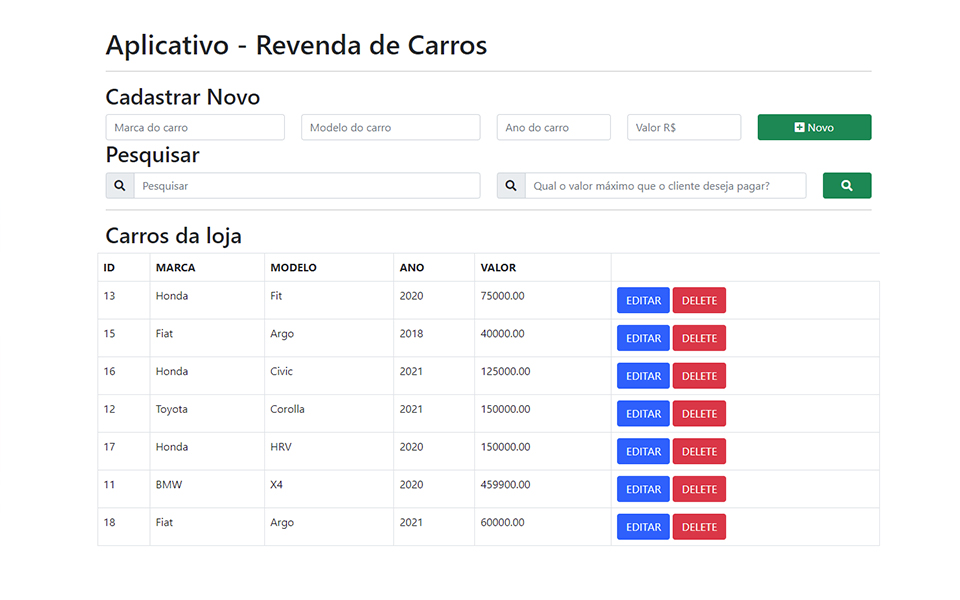 Aplicativo - Revenda de Carros
Cadastrar Novo
Marca do carro Modelo do carro Ano do carro Valor R$ Novo
Pesquisar
Pesquisar Qual o valor máximo que o cliente deseja pagar?
Carros da loja
ID MARCA MODELO ANO VALOR
13 Honda Fit 2020 75000.00 EDITAR DELETE
15 Fiat Argo 2018 40000.00 EDITAR DELETE
16 Honda Civic 2021 125000.00 EDITAR DELETE
12 Toyota Corolla 2021 150000.00 EDITAR DELETE
17 Honda HRV 2020 150000.00 EDITAR DELETE
11 BMW X4 2020 459900.00 EDITAR DELETE
18 Fiat Argo 2021 60000.00 EDITAR DELETE